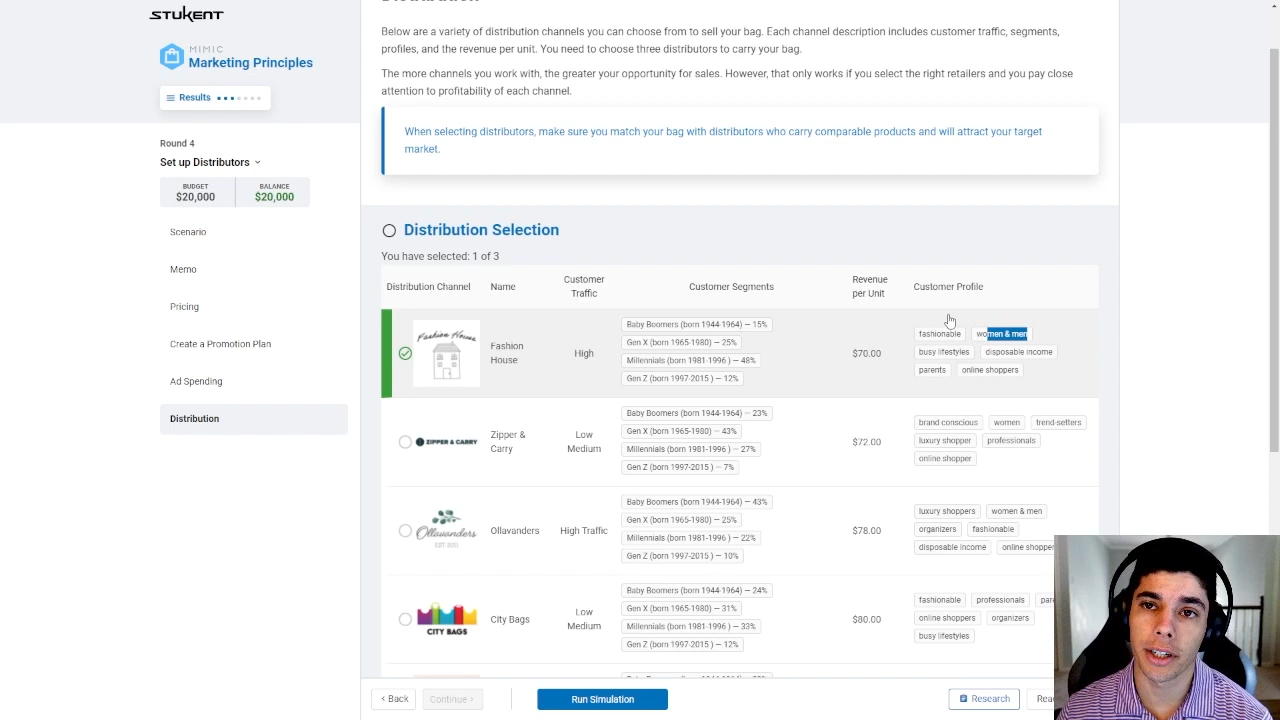 STUKENT
MIMIC
Marketing Principles
Results
Round 4
Set up Distributors
BUDGET
$20,000
BALANCE
$20,000
Scenario
Memo
Pricing
Create a Promotion Plan
Ad Spending
Distribution
Below are a variety of distribution channels you can choose from to sell your bag. Each channel description includes customer traffic, segments,
profiles, and the revenue per unit. You need to choose three distributors to carry your bag.
The more channels you work with, the greater your opportunity for sales. However, that only works if you select the right retailers and you pay close
attention to profitability of each channel.
When selecting distributors, make sure you match your bag with distributors who carry comparable products and will attract your target
market.
Distribution Selection
You have selected: 1 of 3
Distribution Channel
Name
Customer
Traffic
Customer Segments
Revenue
per Unit
Customer Profile
Fashion House
Fashion
House
High
Baby Boomers (born 1944-1964) — 15%
Gen X (born 1965-1980) — 25%
Millennials (born 1981-1996 ) — 48%
Gen Z (born 1997-2015 ) — 12%
$70.00
fashionable women & men
busy lifestyles disposable income
parents online shoppers
ZIPPER & CARRY
Zipper &
Carry
Low
Medium
Baby Boomers (born 1944-1964) — 23%
Gen X (born 1965-1980) — 43%
Millennials (born 1981-1996 ) — 27%
Gen Z (born 1997-2015 ) — 7%
$72.00
brand conscious women trend-setters
luxury shopper professionals
online shopper
Ollavanders
Ollavanders
High Traffic
Baby Boomers (born 1944-1964) — 43%
Gen X (born 1965-1980) — 25%
Millennials (born 1981-1996 ) — 22%
Gen Z (born 1997-2015 ) — 10%
$78.00
luxury shoppers women & men
organizers fashionable
disposable income online shopper
CITY BAGS
City Bags
Low
Medium
Baby Boomers (born 1944-1964) — 24%
Gen X (born 1965-1980) — 31%
Millennials (born 1981-1996 ) — 33%
Gen Z (born 1997-2015 ) — 12%
$80.00
fashionable professionals
online shoppers organizers
busy lifestyles
< Back
Continue >
Run Simulation
Research